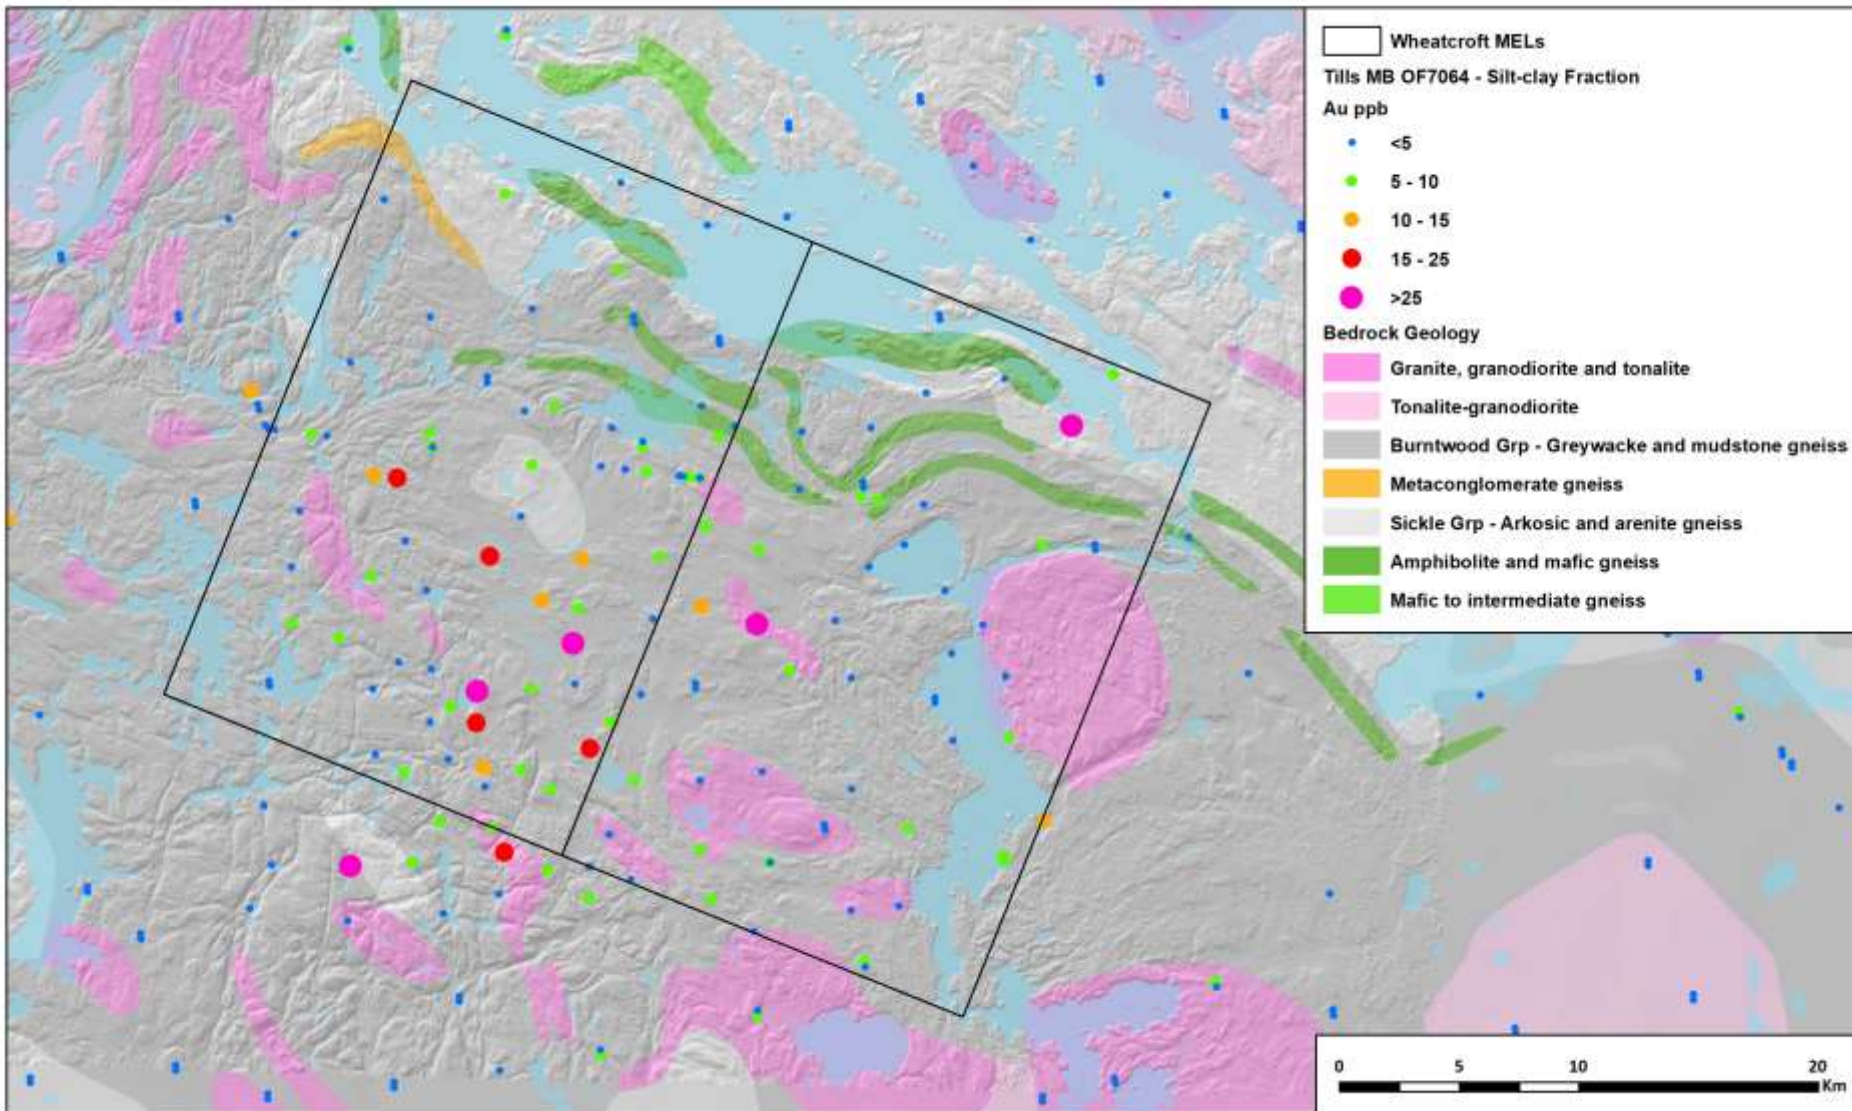 Wheatcroft MELs
Tills MB OF7064 - Silt-clay Fraction
Au ppb
<5
5 - 10
10 - 15
15 - 25
>25
Bedrock Geology
Granite, granodiorite and tonalite
Tonalite-granodiorite
Burntwood Grp - Greywacke and mudstone gneiss
Metaconglomerate gneiss
Sickle Grp - Arkosic and arenite gneiss
Amphibolite and mafic gneiss
Mafic to intermediate gneiss
0 5 10 20
Km